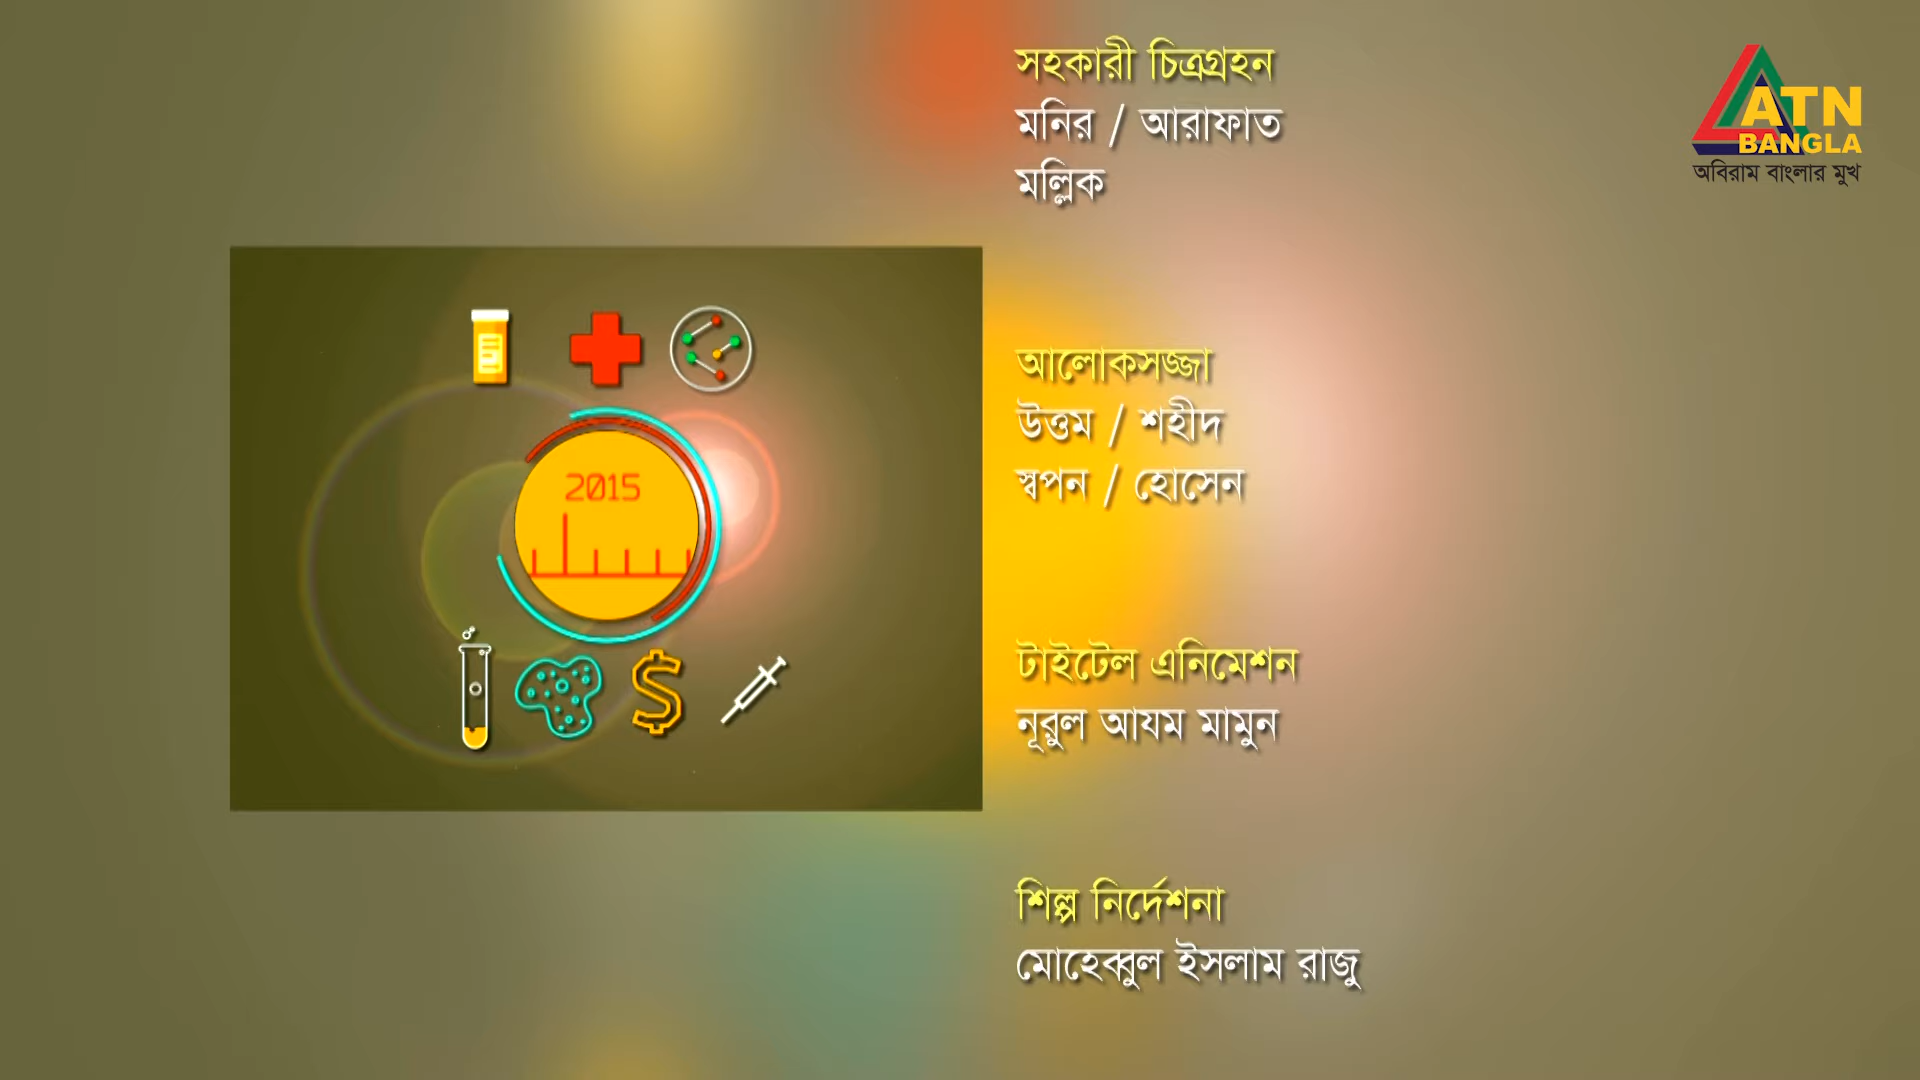 সহকারী চিত্রগ্রহন
মনির / আরাফাত
মল্লিক
আলোকসজ্জা
উত্তম / শহীদ
স্বপন / হোসেন
টাইটেল এনিমেশন
নূরুল আযম মামুন
শিল্প নির্দেশনা
মোহেব্বুল ইসলাম রাজু
2015
ATN
BANGLA
অবিরাম বাংলার মুখ